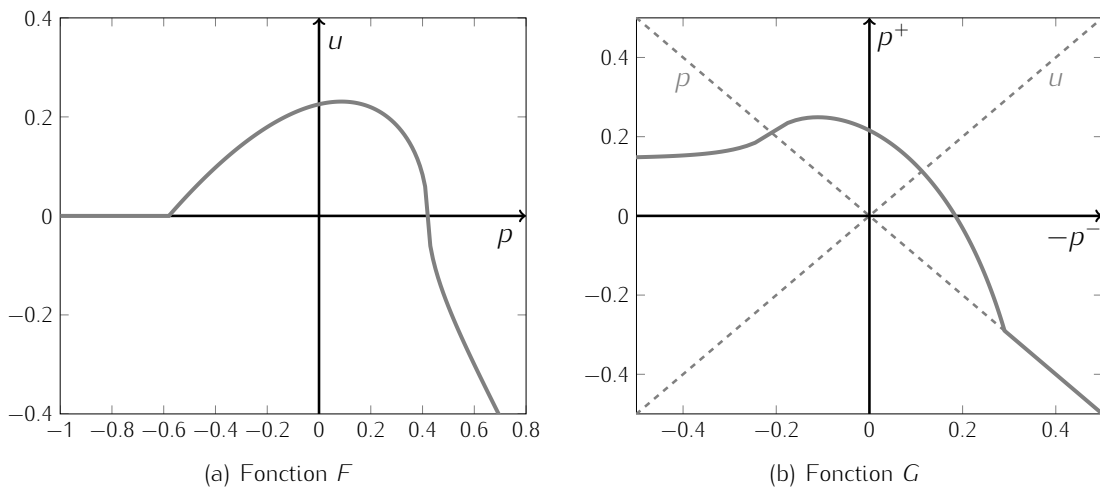 0.4
0.2
0
−0.2
−0.4
−1 −0.8 −0.6 −0.4 −0.2 0 0.2 0.4 0.6 0.8
u
p
(a) Fonction F
0.4
0.2
0
−0.2
−0.4
−0.4 −0.2 0 0.2 0.4
p⁺
p
u
−p⁻
(b) Fonction G